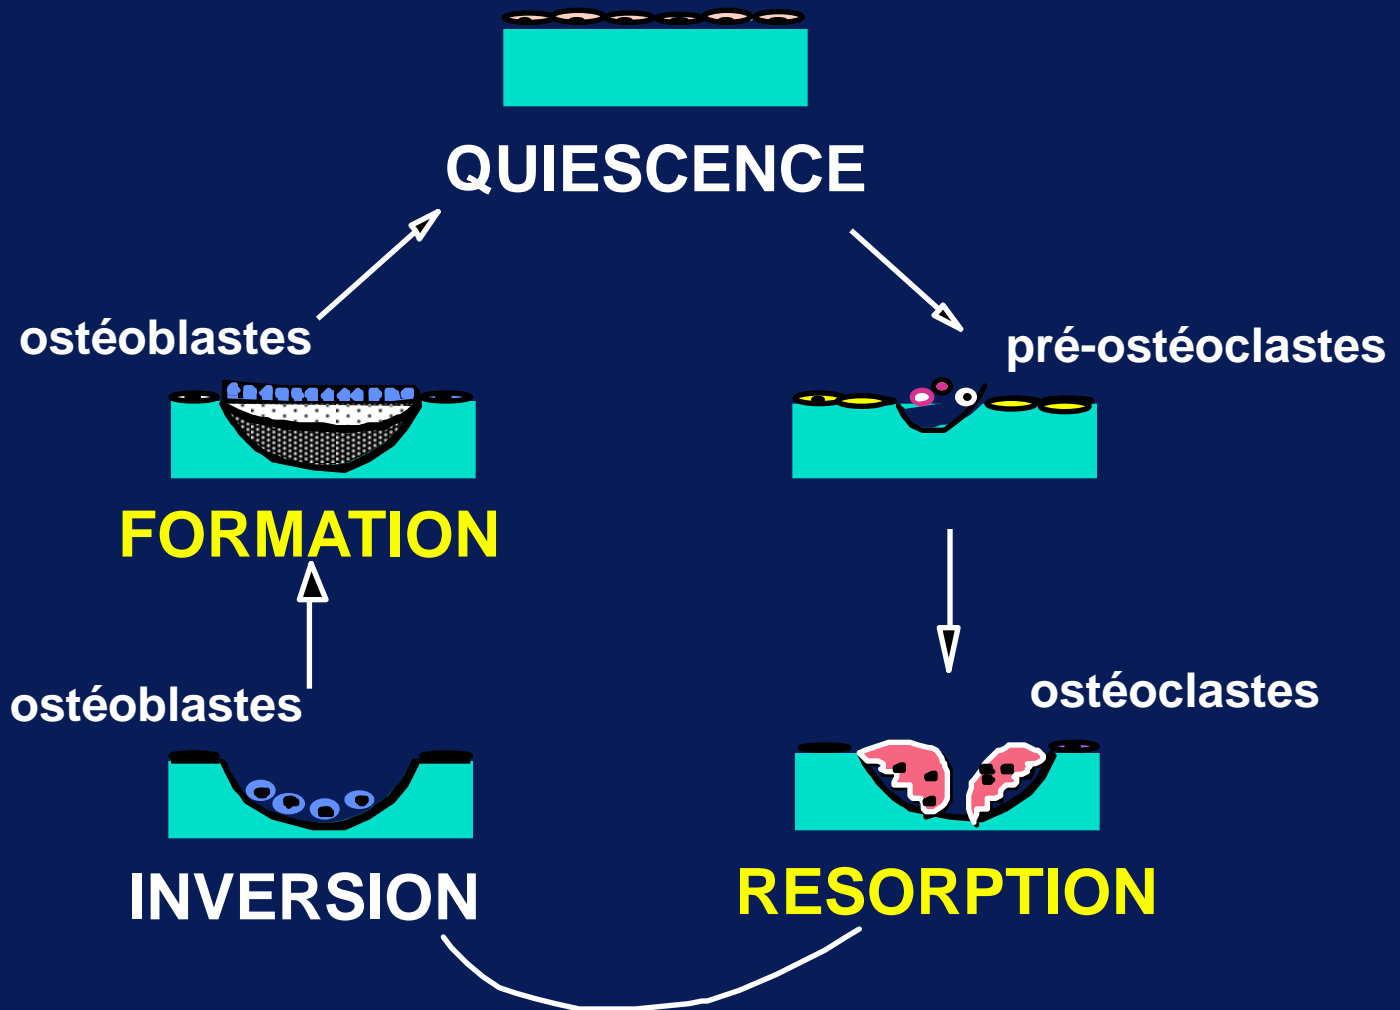 QUIESCENCE
ostéoblastes
pré-ostéoclastes
FORMATION
ostéoblastes
ostéoclastes
INVERSION
RESORPTION